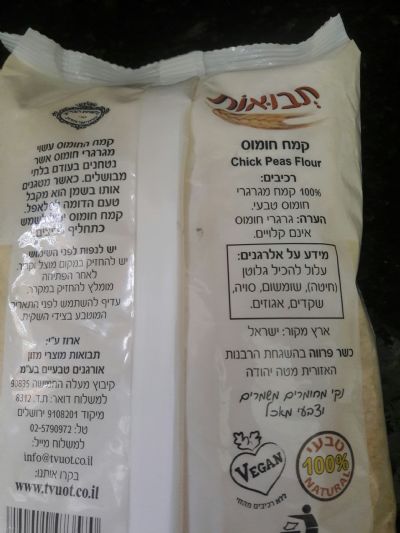 תבואות
קמח חומוס
Chick Peas Flour
רכיבים:
100% קמח מגרגרי
חומוס טבעי.
הערה: גרגרי חומוס
אינם קלויים.
מידע על אלרגנים:
עלול להכיל גלוטן
(חיטה), שומשום, סויה,
שקדים, אגוזים.
ארץ מקור: ישראל
כשר פרווה בהשגחת הרבנות
האזורית מטה יהודה
נקי מחומרים משמרים
וצבעי מאכל
VEGAN
ללא רכיבים מהחי
טבעי
100%
NATURAL
קמח החומוס עשוי
מגרגרי חומוס אשר
נטחנים בעודם בלתי
מבושלים. כאשר מטגנים
אותו בשמן הוא מקבל
טעם הדומה לפלאפל.
קמח חומוס יכול לשמש
כתחליף
יש לנפות לפני השימוש
יש להחזיק במקום מוצל וקריר.
לאחר הפתיחה
מומלץ להחזיק במקרר.
עדיף להשתמש לפני התאריך
המוטבע בצידי השקית.
ארוז ע"י:
תבואות מוצרי מזון
אורגנים טבעיים בע"מ
קיבוץ מעלה החמישה 90835
למשלוח דואר: ת.ד. 8312
מיקוד 9108201 ירושלים
טל: 02-5790972
למשלוח מייל:
info@tvuot.co.il
בקרו אותנו:
www.tvuot.co.il